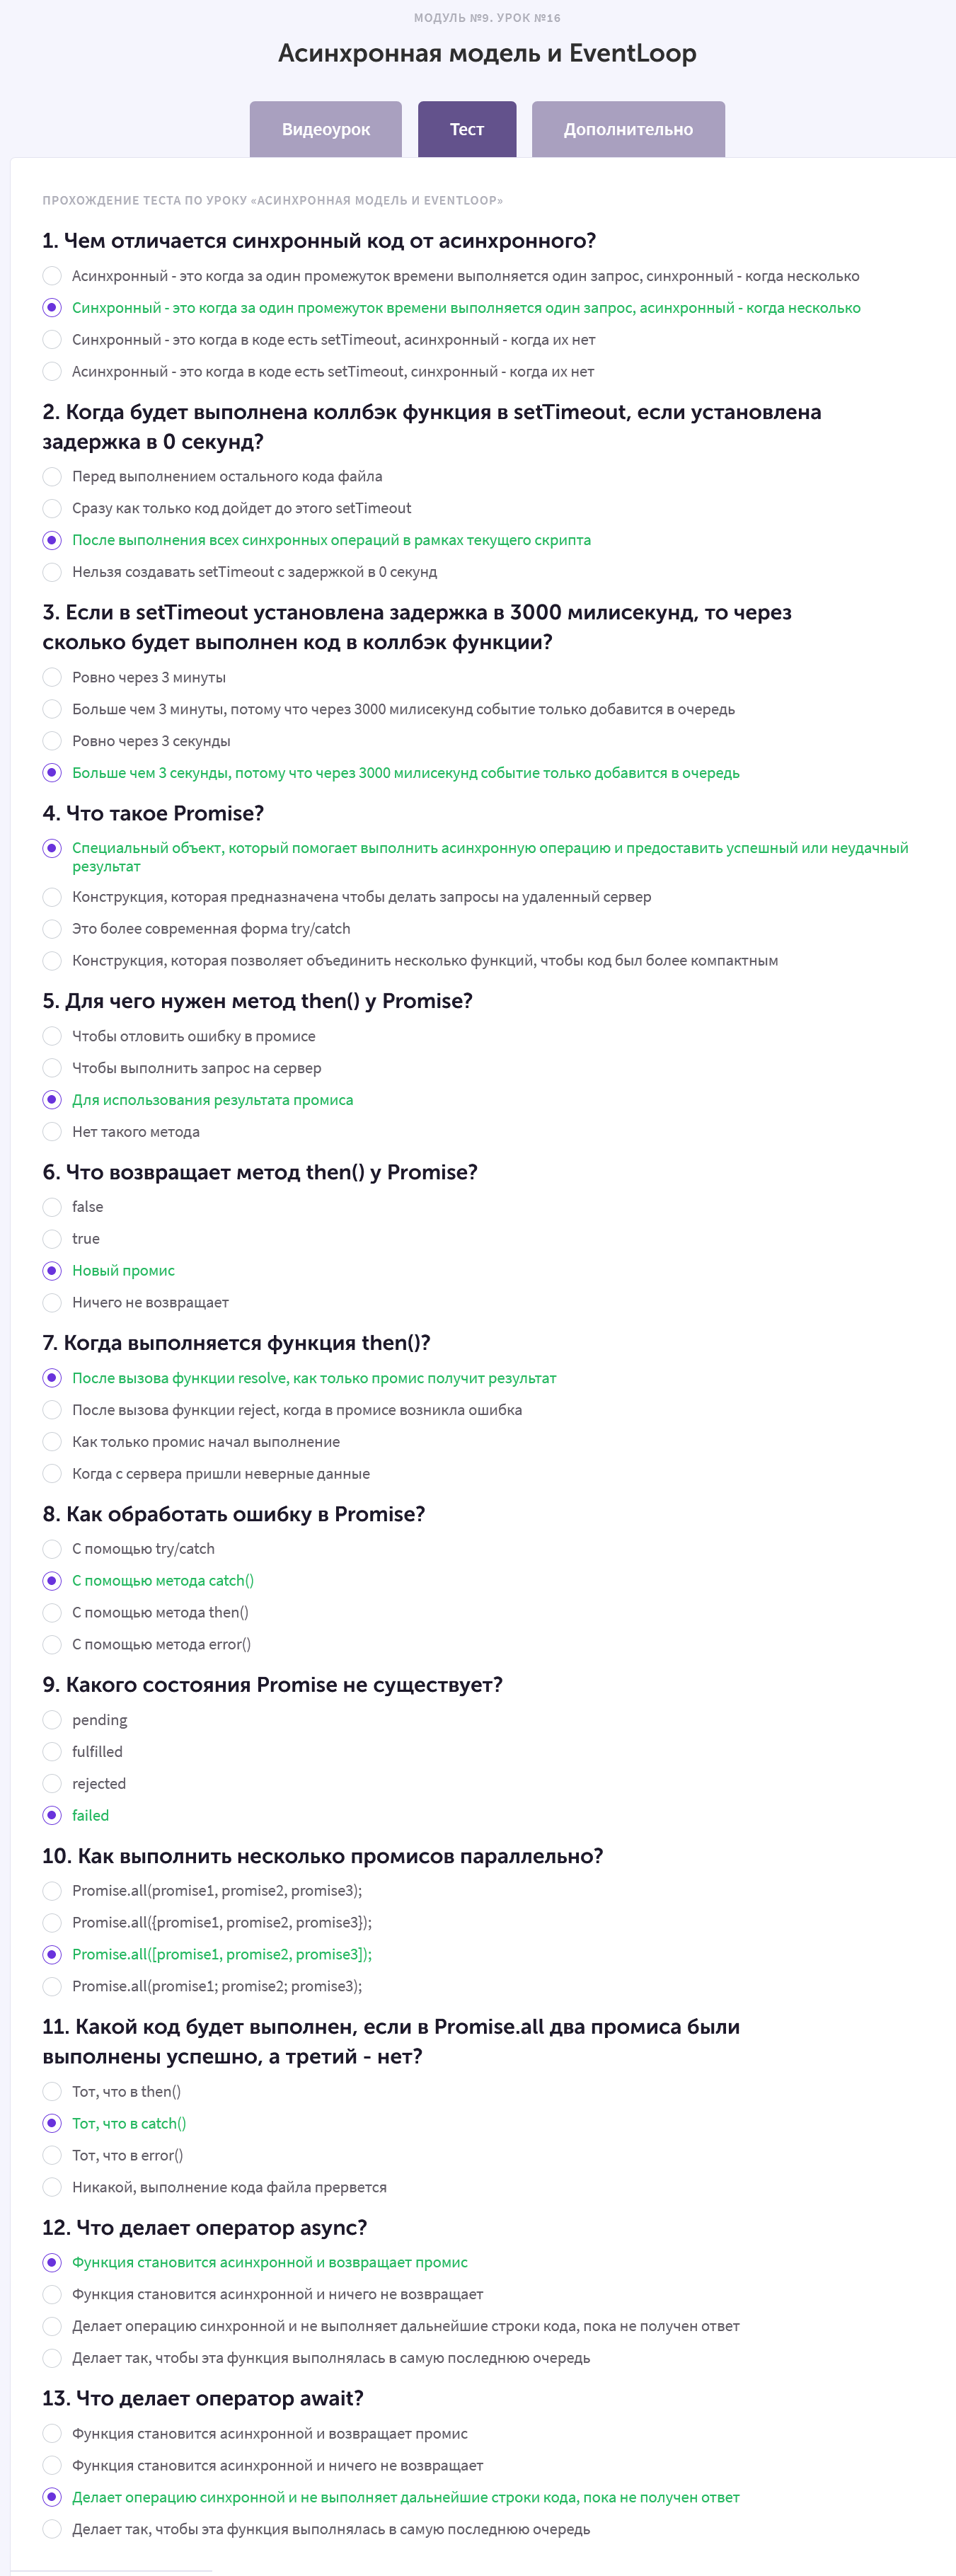 МОДУЛЬ №9. УРОК №16
Асинхронная модель и EventLoop
Видеоурок
Тест
Дополнительно
ПРОХОЖДЕНИЕ ТЕСТА ПО УРОКУ «АСИНХРОННАЯ МОДЕЛЬ И EVENTLOOP»
1. Чем отличается синхронный код от асинхронного?
Асинхронный - это когда за один промежуток времени выполняется один запрос, синхронный - когда несколько
Синхронный - это когда за один промежуток времени выполняется один запрос, асинхронный - когда несколько
Синхронный - это когда в коде есть setTimeout, асинхронный - когда их нет
Асинхронный - это когда в коде есть setTimeout, синхронный - когда их нет
2. Когда будет выполнена коллбэк функция в setTimeout, если установлена
задержка в 0 секунд?
Перед выполнением остального кода файла
Сразу как только код дойдет до этого setTimeout
После выполнения всех синхронных операций в рамках текущего скрипта
Нельзя создавать setTimeout с задержкой в 0 секунд
3. Если в setTimeout установлена задержка в 3000 милисекунд, то через
сколько будет выполнен код в коллбэк функции?
Ровно через 3 минуты
Больше чем 3 минуты, потому что через 3000 милисекунд событие только добавится в очередь
Ровно через 3 секунды
Больше чем 3 секунды, потому что через 3000 милисекунд событие только добавится в очередь
4. Что такое Promise?
Специальный объект, который помогает выполнить асинхронную операцию и предоставить успешный или неудачный
результат
Конструкция, которая предназначена чтобы делать запросы на удаленный сервер
Это более современная форма try/catch
Конструкция, которая позволяет объединить несколько функций, чтобы код был более компактным
5. Для чего нужен метод then() у Promise?
Чтобы отловить ошибку в промисе
Чтобы выполнить запрос на сервер
Для использования результата промиса
Нет такого метода
6. Что возвращает метод then() у Promise?
false
true
Новый промис
Ничего не возвращает
7. Когда выполняется функция then()?
После вызова функции resolve, как только промис получит результат
После вызова функции reject, когда в промисе возникла ошибка
Как только промис начал выполнение
Когда с сервера пришли неверные данные
8. Как обработать ошибку в Promise?
С помощью try/catch
С помощью метода catch()
С помощью метода then()
С помощью метода error()
9. Какого состояния Promise не существует?
pending
fulfilled
rejected
failed
10. Как выполнить несколько промисов параллельно?
Promise.all(promise1, promise2, promise3);
Promise.all({promise1, promise2, promise3});
Promise.all([promise1, promise2, promise3]);
Promise.all(promise1; promise2; promise3);
11. Какой код будет выполнен, если в Promise.all два промиса были
выполнены успешно, а третий - нет?
Тот, что в then()
Тот, что в catch()
Тот, что в error()
Никакой, выполнение кода файла прервется
12. Что делает оператор async?
Функция становится асинхронной и возвращает промис
Функция становится асинхронной и ничего не возвращает
Делает операцию синхронной и не выполняет дальнейшие строки кода, пока не получен ответ
Делает так, чтобы эта функция выполнялась в самую последнюю очередь
13. Что делает оператор await?
Функция становится асинхронной и возвращает промис
Функция становится асинхронной и ничего не возвращает
Делает операцию синхронной и не выполняет дальнейшие строки кода, пока не получен ответ
Делает так, чтобы эта функция выполнялась в самую последнюю очередь